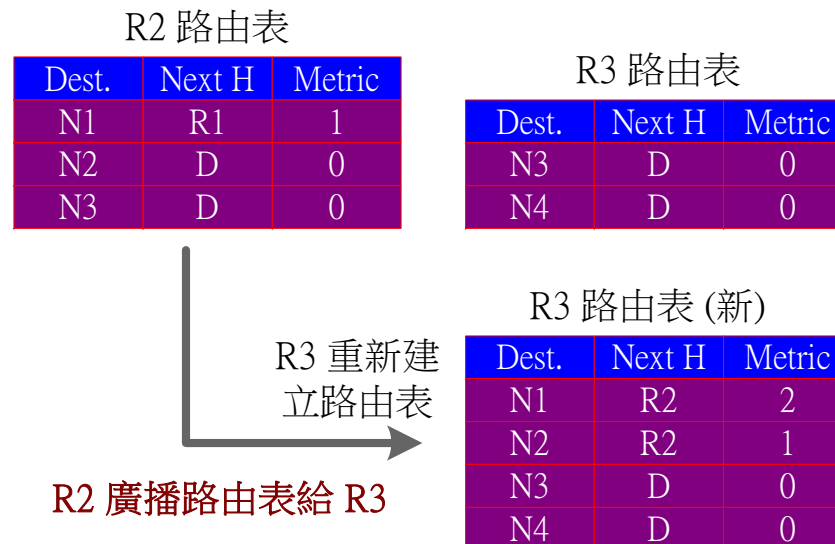 R2 路由表
Dest. Next H Metric
N1 R1 1
N2 D 0
N3 D 0
R3 路由表
Dest. Next H Metric
N3 D 0
N4 D 0
R3 重新建
立路由表
R2 廣播路由表給 R3
R3 路由表 (新)
Dest. Next H Metric
N1 R2 2
N2 R2 1
N3 D 0
N4 D 0